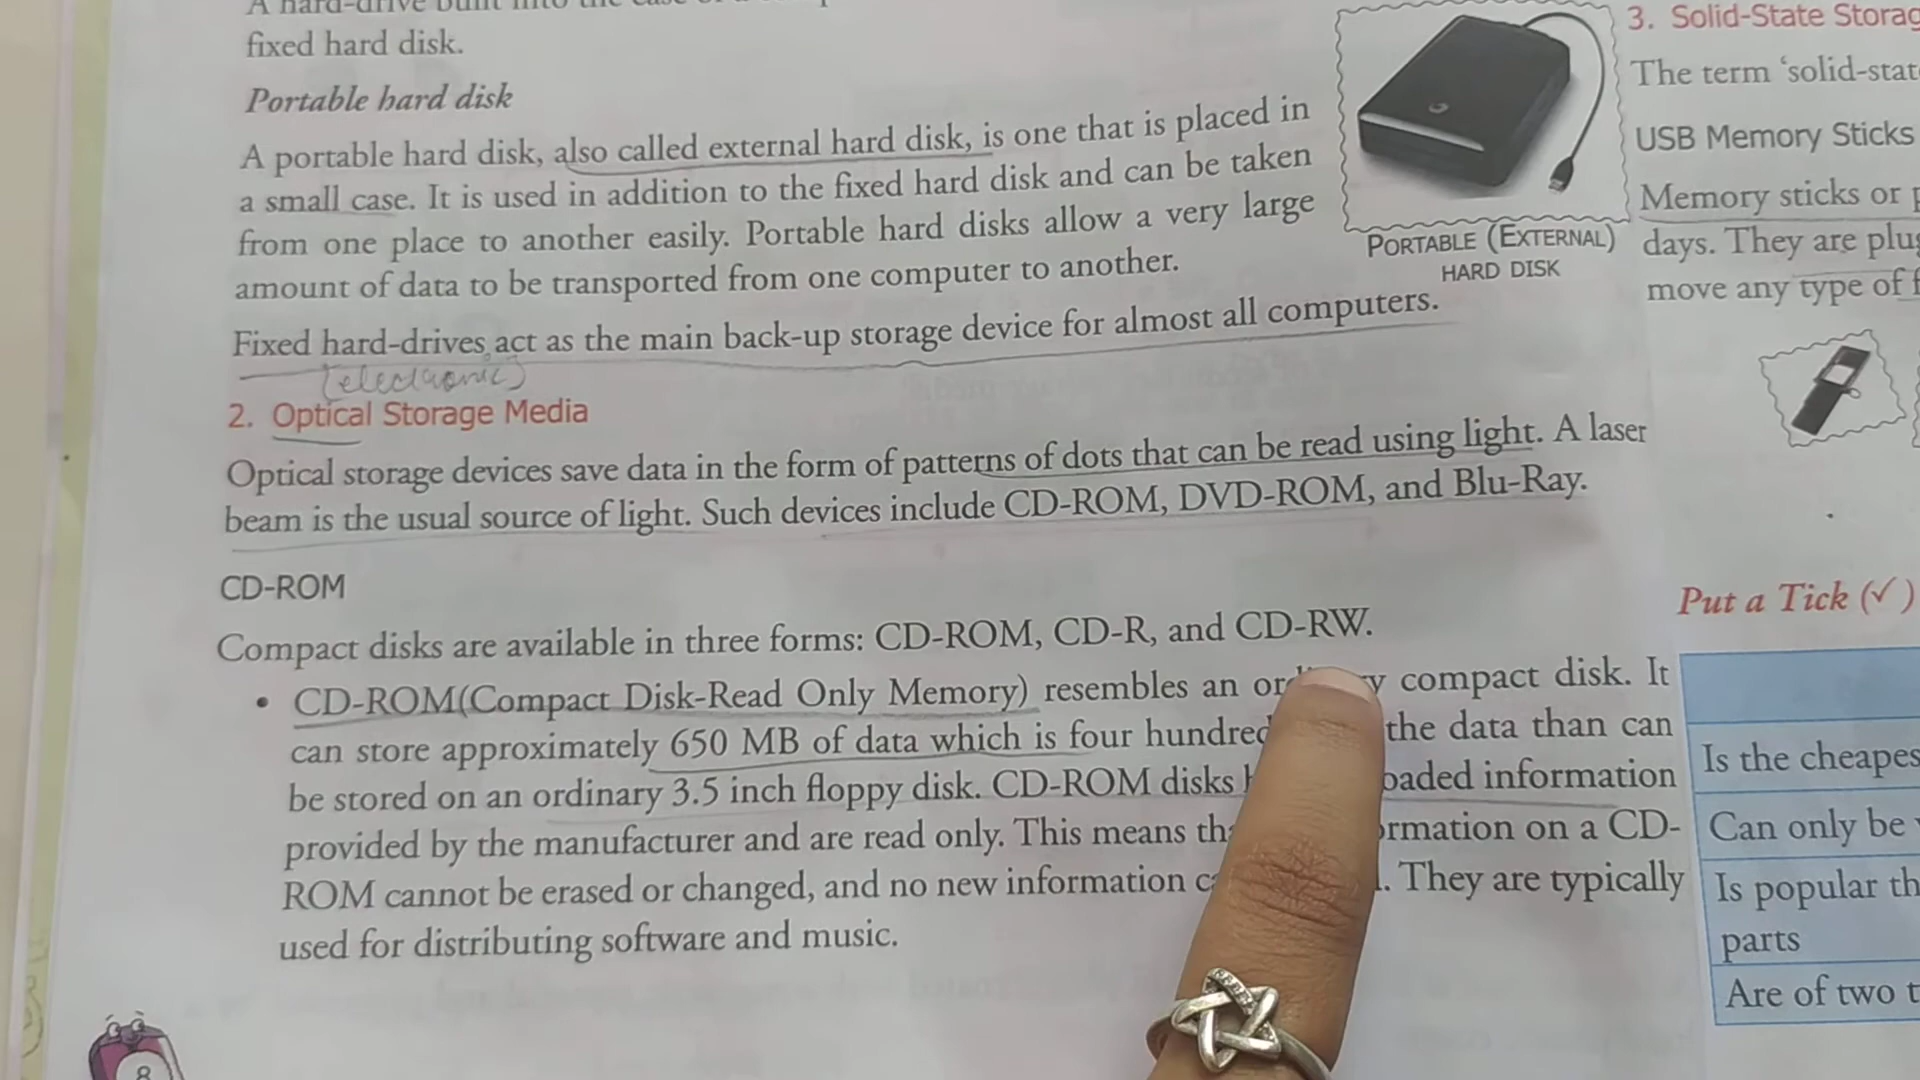 A hard-drive built into the case of a
fixed hard disk.
Portable hard disk
A portable hard disk, also called external hard disk, is one that is placed in
a small case. It is used in addition to the fixed hard disk and can be taken
from one place to another easily. Portable hard disks allow a very large
amount of data to be transported from one computer to another.
PORTABLE (EXTERNAL)
HARD DISK
Fixed hard-drives act as the main back-up storage device for almost all computers.
(electronic)
2. Optical Storage Media
Optical storage devices save data in the form of patterns of dots that can be read using light. A laser
beam is the usual source of light. Such devices include CD-ROM, DVD-ROM, and Blu-Ray.
CD-ROM
Compact disks are available in three forms: CD-ROM, CD-R, and CD-RW.
• CD-ROM(Compact Disk-Read Only Memory) resembles an compact disk. It
can store approximately 650 MB of data which is four hundred the data than can
be stored on an ordinary 3.5 inch floppy disk. CD-ROM disks information
provided by the manufacturer and are read only. This means on a CD-
ROM cannot be erased or changed, and no new information They are typically
used for distributing software and music.
8
3. Solid-State
The term
USB Memory Sticks
Memory sticks or
days. They are
move any type of
Put a Tick (✓)
Is the
Can only be
Is popular
parts
Are of two